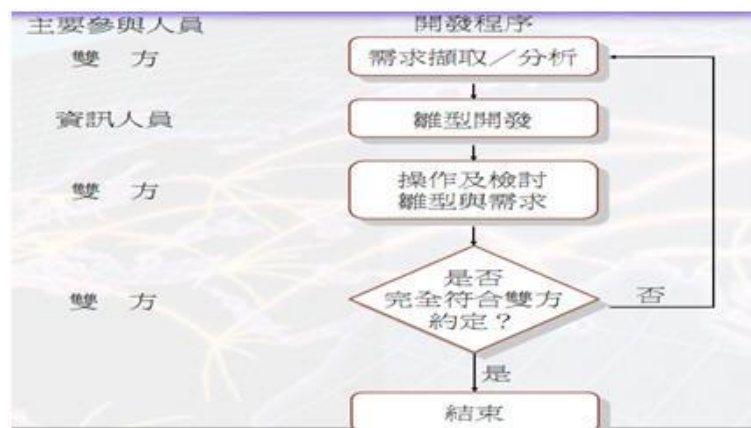 主要參與人員 開發程序
雙 方 需求擷取／分析
資訊人員 雛型開發
雙 方 操作及檢討
雛型與需求
雙 方 是否
完全符合雙方
約定？
否
是
結束